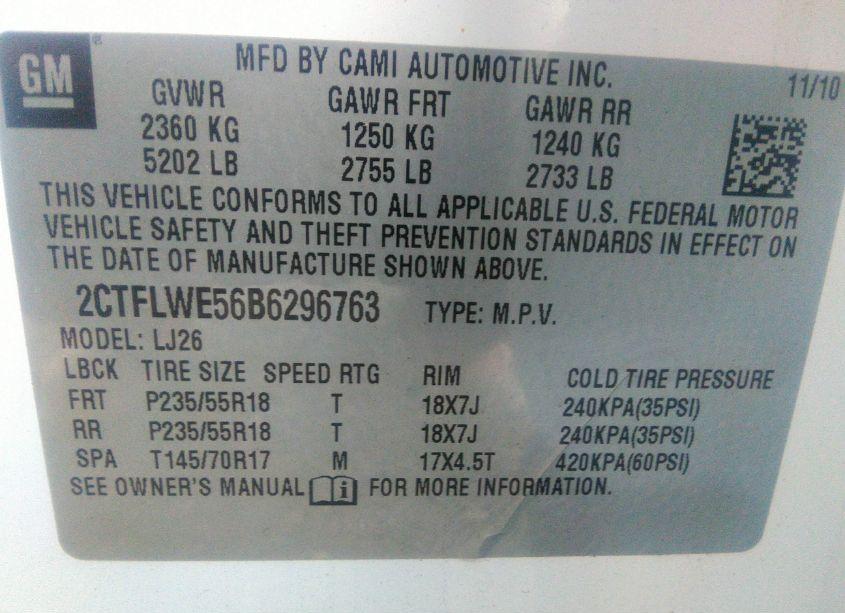 GM
MFD BY CAMI AUTOMOTIVE INC.
11/10
GVWR GAWR FRT GAWR RR
2360 KG 1250 KG 1240 KG
5202 LB 2755 LB 2733 LB
THIS VEHICLE CONFORMS TO ALL APPLICABLE U.S. FEDERAL MOTOR
VEHICLE SAFETY AND THEFT PREVENTION STANDARDS IN EFFECT ON
THE DATE OF MANUFACTURE SHOWN ABOVE.
2CTFLWE56B6296763 TYPE: M.P.V.
MODEL: LJ26
LBCK TIRE SIZE SPEED RTG RIM COLD TIRE PRESSURE
FRT P235/55R18 T 18X7J 240KPA(35PSI)
RR P235/55R18 T 18X7J 240KPA(35PSI)
SPA T145/70R17 M 17X4.5T 420KPA(60PSI)
SEE OWNER'S MANUAL i FOR MORE INFORMATION.